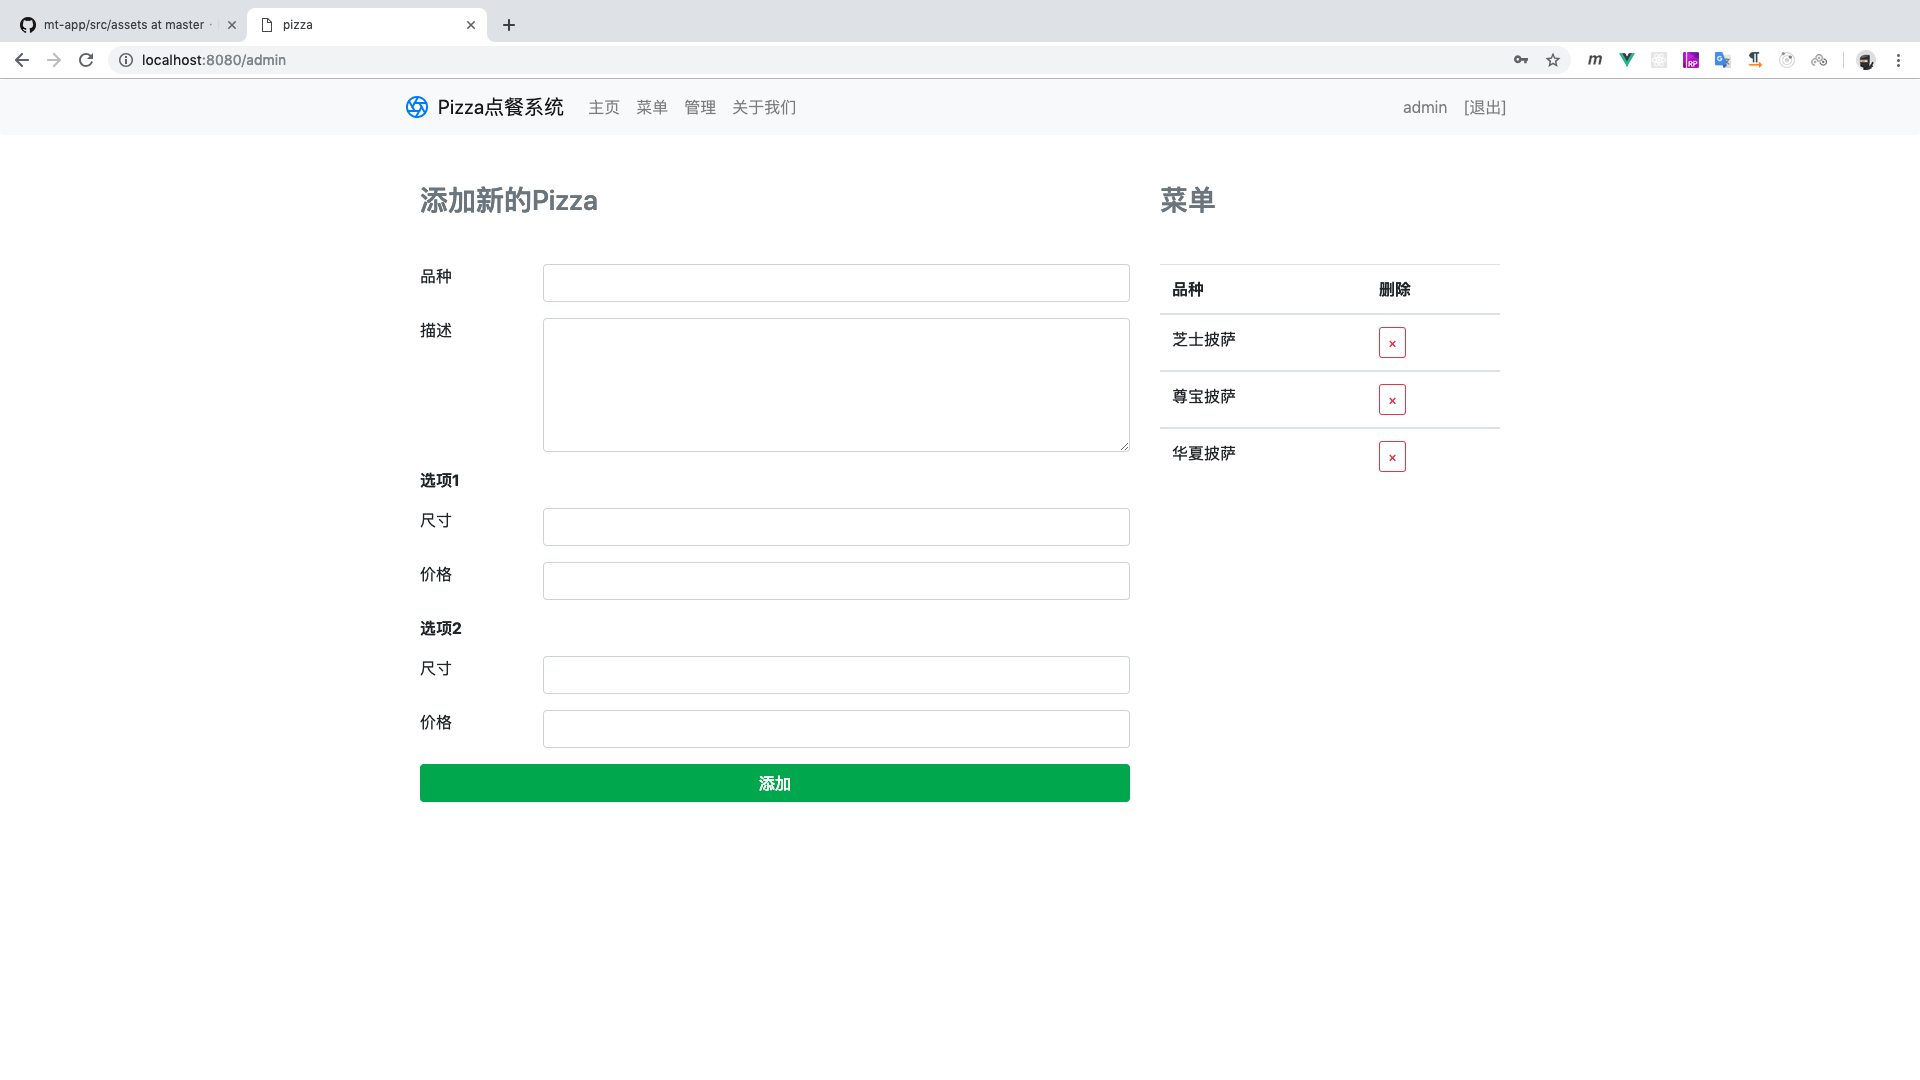 mt-app/src/assets at master ·
pizza
localhost:8080/admin
Pizza点餐系统 主页 菜单 管理 关于我们 admin [退出]
添加新的Pizza
品种
描述
选项1
尺寸
价格
选项2
尺寸
价格
添加
菜单
品种 删除
芝士披萨 ×
尊宝披萨 ×
华夏披萨 ×